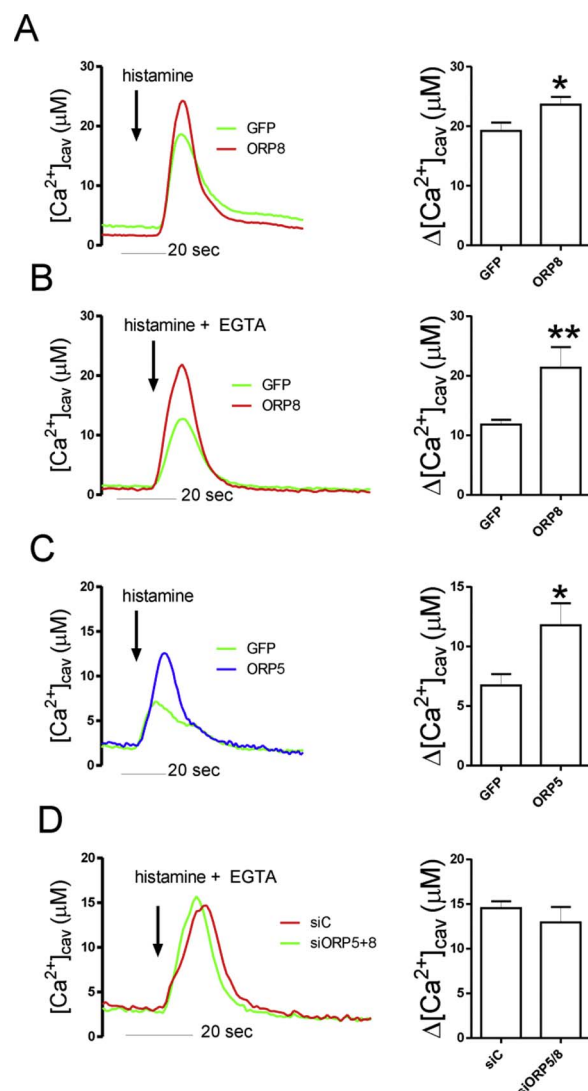 A
histamine
[Ca2+]cav (µM)
40
30
20
10
0
GFP
ORP8
20 sec
Δ[Ca2+]cav (µM)
30
20
10
0
*
GFP
ORP8
B
histamine + EGTA
[Ca2+]cav (µM)
30
20
10
0
GFP
ORP8
20 sec
Δ[Ca2+]cav (µM)
30
20
10
0
**
GFP
ORP8
C
histamine
[Ca2+]cav (µM)
20
15
10
5
0
GFP
ORP5
20 sec
Δ[Ca2+]cav (µM)
15
10
5
0
*
GFP
ORP5
D
histamine + EGTA
[Ca2+]cav (µM)
20
15
10
5
0
siC
siORP5+8
20 sec
Δ[Ca2+]cav (µM)
20
15
10
5
0
siC
siORP5/8